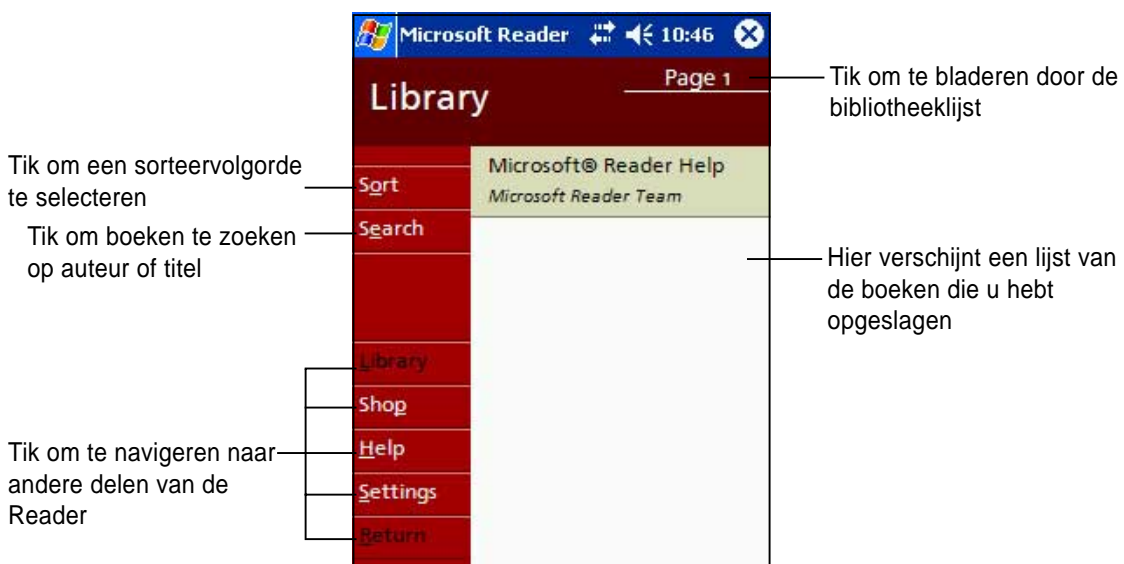 Microsoft Reader 10:46
Library
Page 1
Tik om te bladeren door de
bibliotheeklijst
Tik om een sorteervolgorde
te selecteren
Tik om boeken te zoeken
op auteur of titel
Sort
Search
Microsoft® Reader Help
Microsoft Reader Team
Hier verschijnt een lijst van
de boeken die u hebt
opgeslagen
Library
Shop
Help
Settings
Return
Tik om te navigeren naar
andere delen van de
Reader